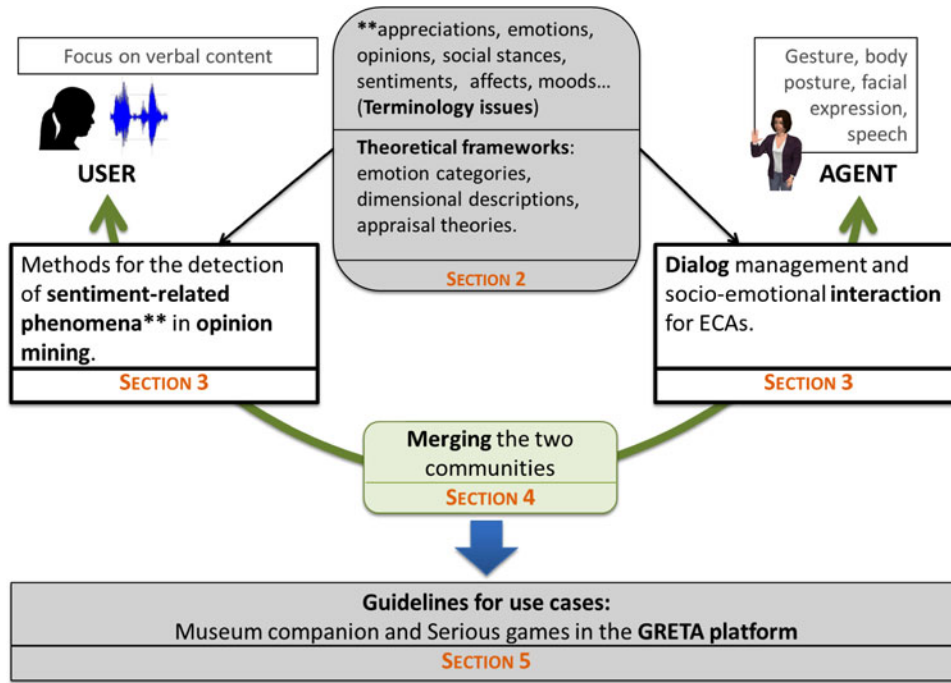 Focus on verbal content
USER
**appreciations, emotions,
opinions, social stances,
sentiments, affects, moods...
(Terminology issues)
Theoretical frameworks:
emotion categories,
dimensional descriptions,
appraisal theories.
SECTION 2
Gesture, body
posture, facial
expression,
speech
AGENT
Methods for the detection
of sentiment-related
phenomena** in opinion
mining.
SECTION 3
Dialog management and
socio-emotional interaction
for ECAs.
SECTION 3
Merging the two
communities
SECTION 4
Guidelines for use cases:
Museum companion and Serious games in the GRETA platform
SECTION 5